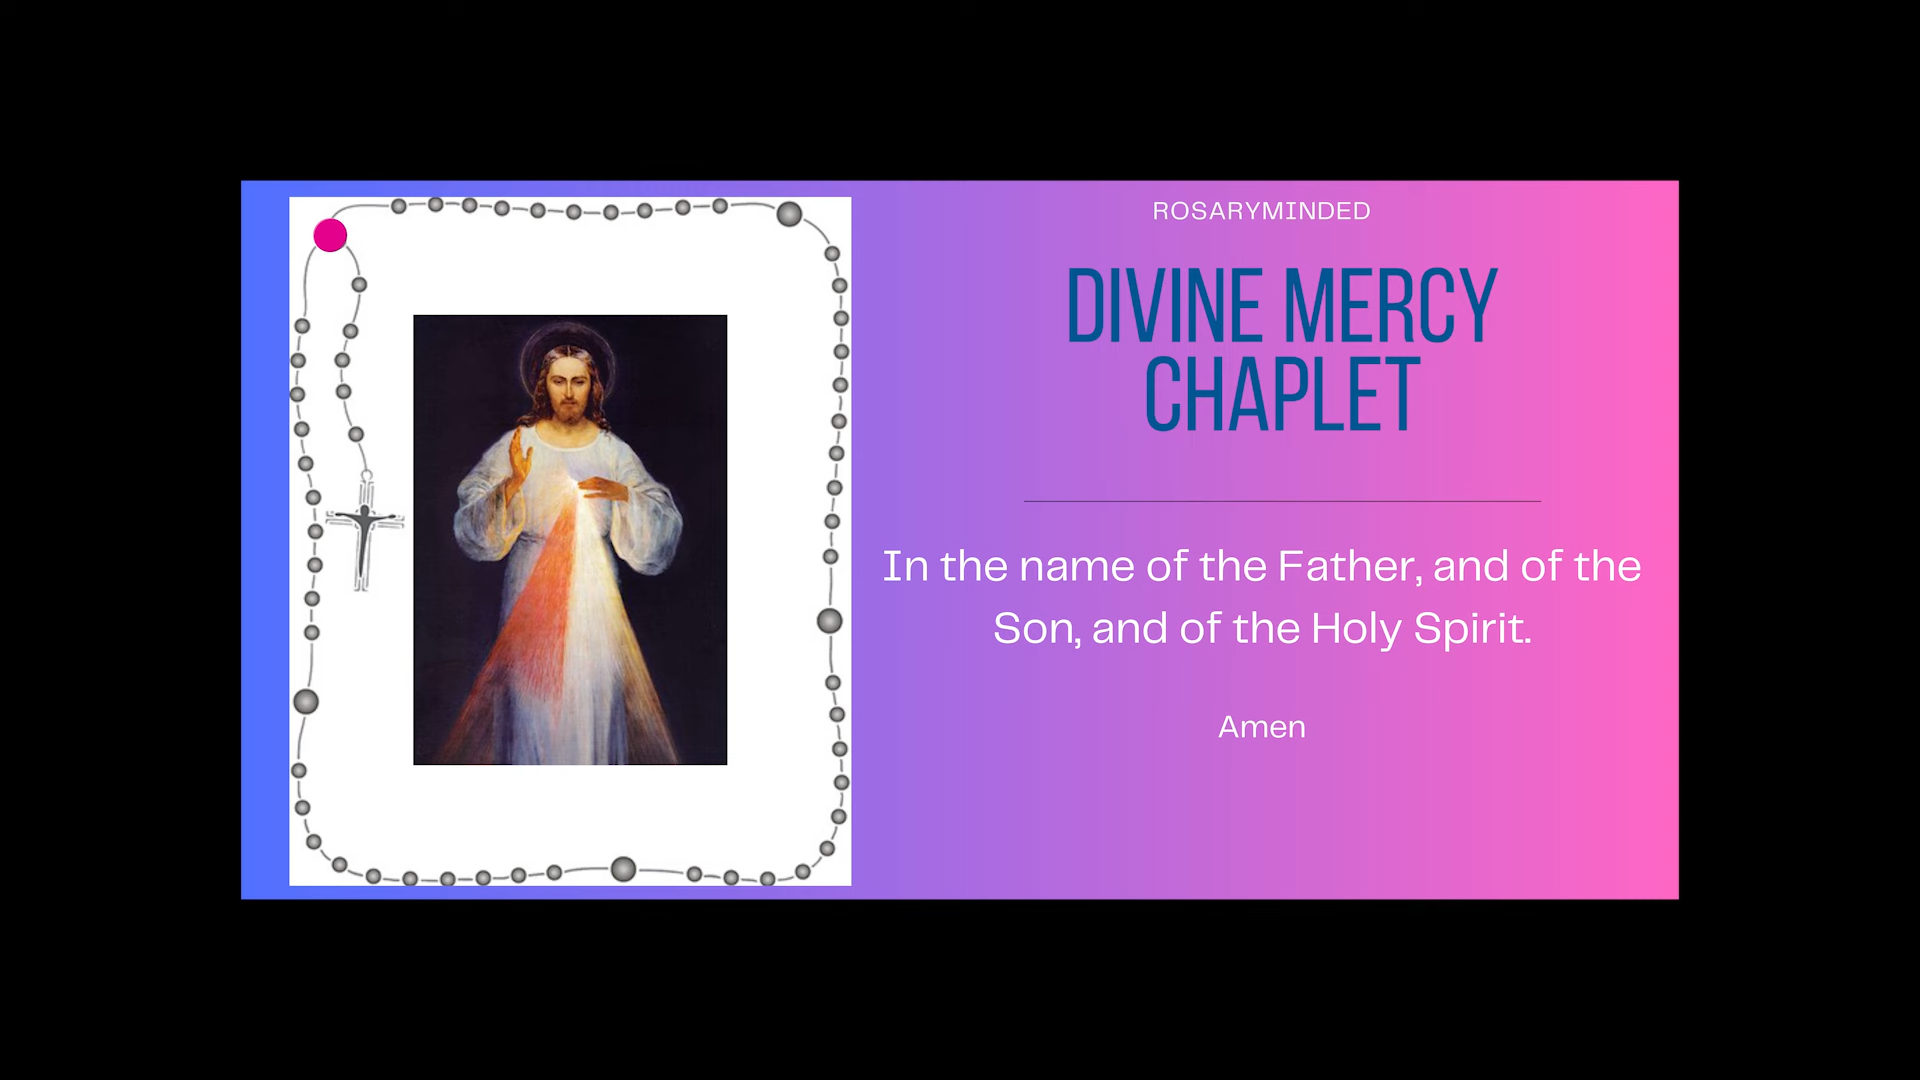 ROSARYMINDED
DIVINE MERCY
CHAPLET
In the name of the Father, and of the
Son, and of the Holy Spirit.
Amen